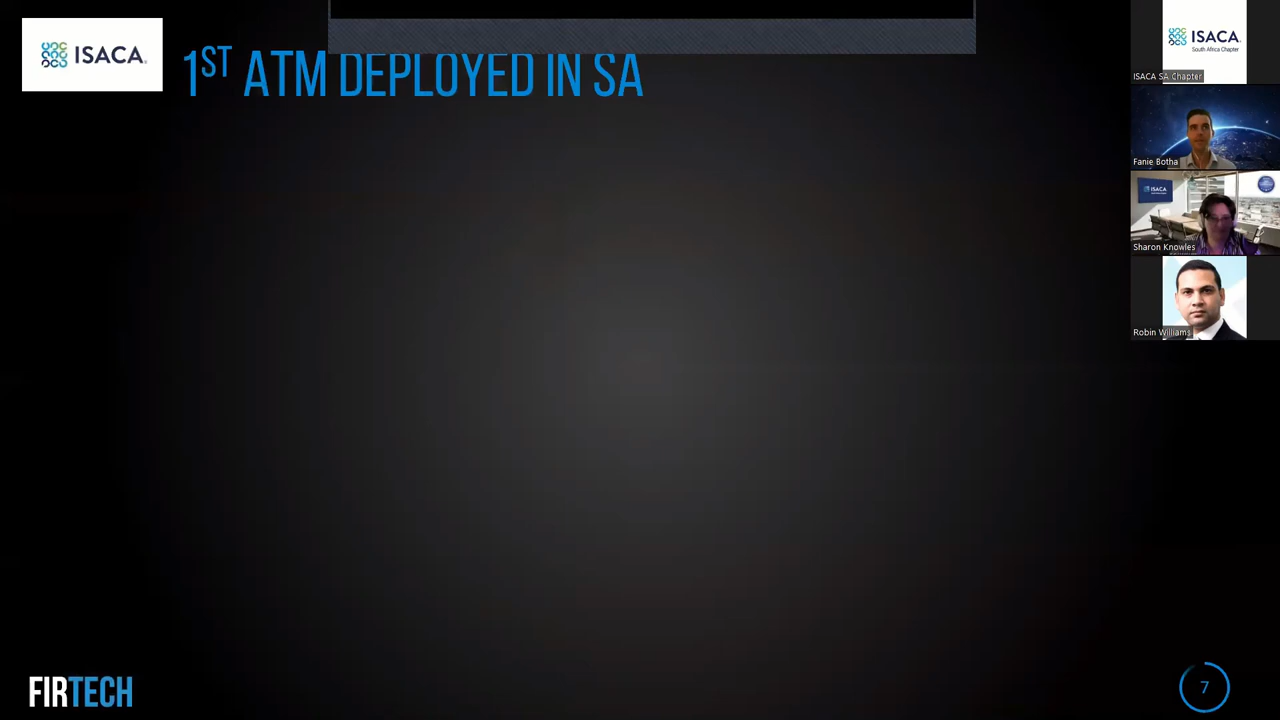 ISACA.
1ST ATM DEPLOYED IN SA
ISACA.
South Africa Chapter
ISACA SA Chapter
Fanie Botha
ISACA
Sharon Knowles
Robin Williams
FIRTECH
7